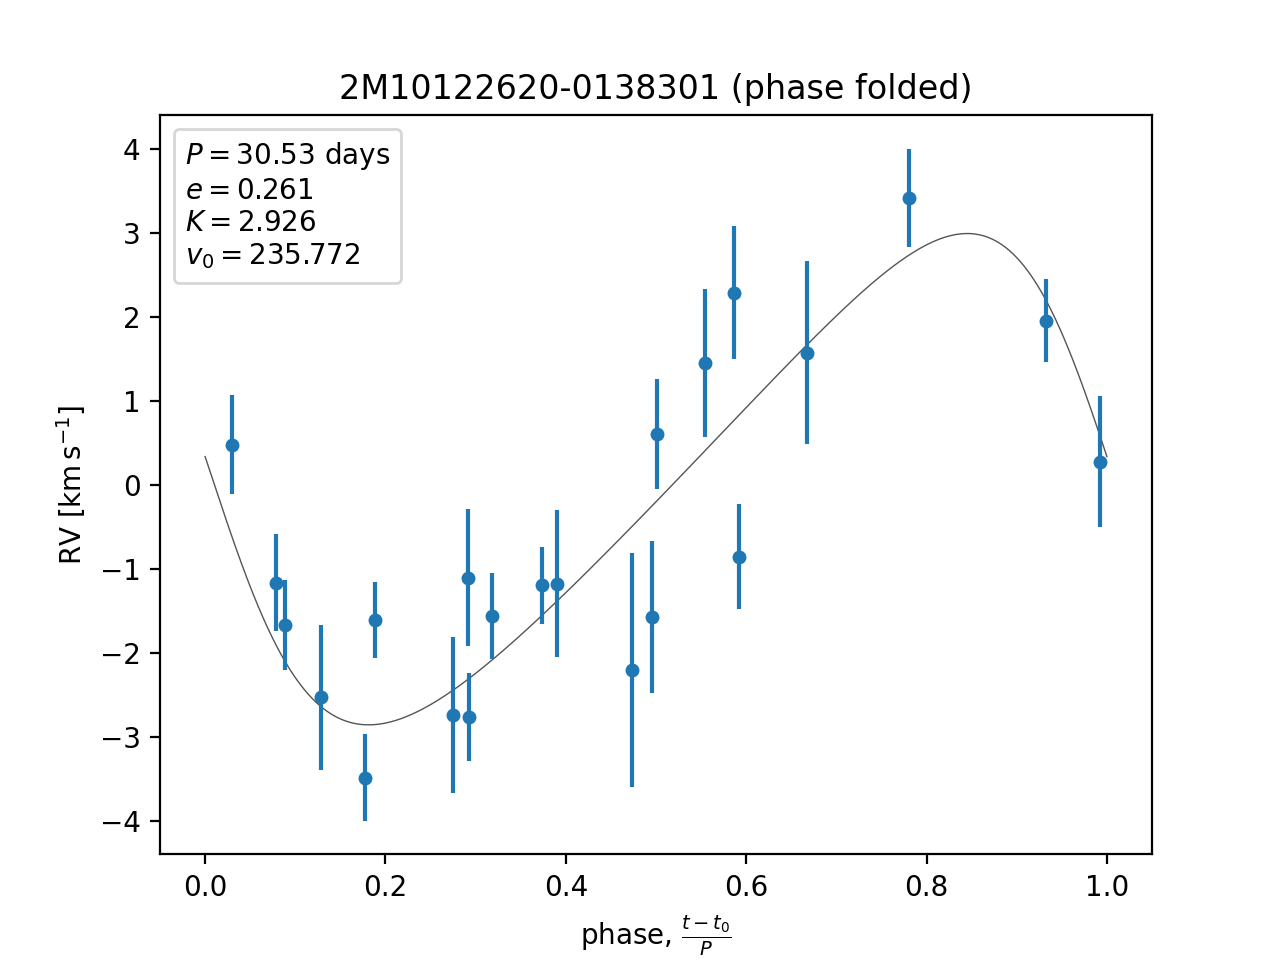 2M10122620-0138301 (phase folded)
P = 30.53 days
e = 0.261
K = 2.926
v₀ = 235.772
4
3
2
1
0
−1
−2
−3
−4
RV [km s⁻¹]
0.0 0.2 0.4 0.6 0.8 1.0
phase, (t − t₀)/P